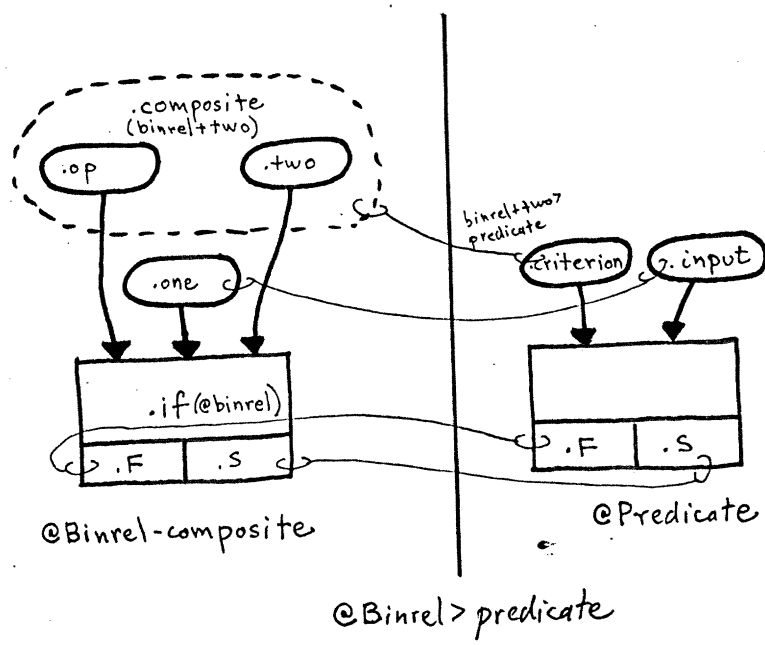 .composite
(binrel++two)
.op
.two
binrel++two>
predicate
.criterion
.input
.one
.if(@binrel)
.F
.S
.F
.S
@Binrel-composite
@Predicate
@Binrel> predicate